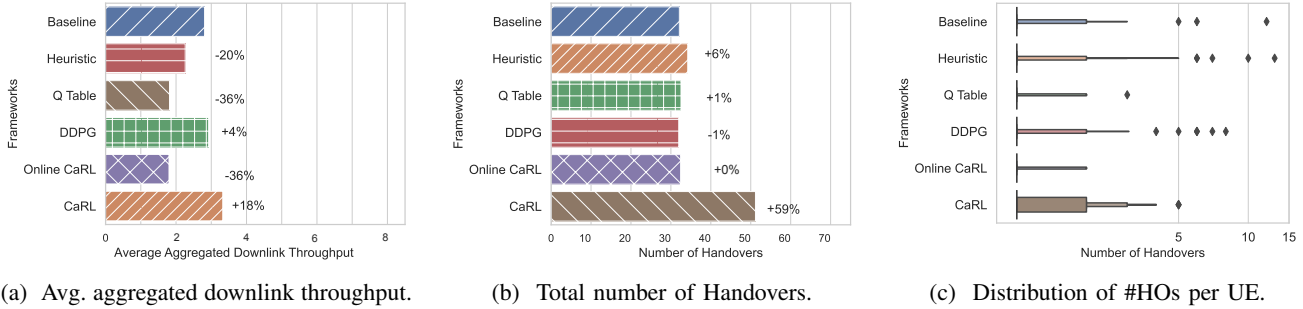 Frameworks
Baseline
Heuristic
Q Table
DDPG
Online CaRL
CaRL
-20%
-36%
+4%
-36%
+18%
0 2 4 6 8
Average Aggregated Downlink Throughput
(a) Avg. aggregated downlink throughput.
Frameworks
Baseline
Heuristic
Q Table
DDPG
Online CaRL
CaRL
+6%
+1%
-1%
+0%
+59%
0 10 20 30 40 50 60 70
Number of Handovers
(b) Total number of Handovers.
Frameworks
Baseline
Heuristic
Q Table
DDPG
Online CaRL
CaRL
5 10 15
Number of Handovers
(c) Distribution of #HOs per UE.